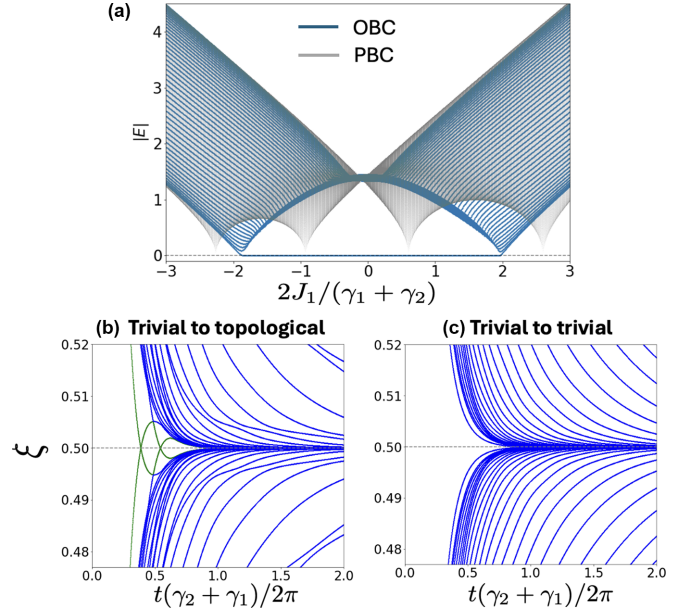 (a)
OBC
PBC
|E|
4
3
2
1
0
−3 −2 −1 0 1 2 3
2J₁/(γ₁ + γ₂)
(b) Trivial to topological
(c) Trivial to trivial
ξ
0.52
0.51
0.50
0.49
0.48
0.0 0.5 1.0 1.5 2.0
t(γ₂ + γ₁)/2π
0.52
0.51
0.50
0.49
0.48
0.0 0.5 1.0 1.5 2.0
t(γ₂ + γ₁)/2π